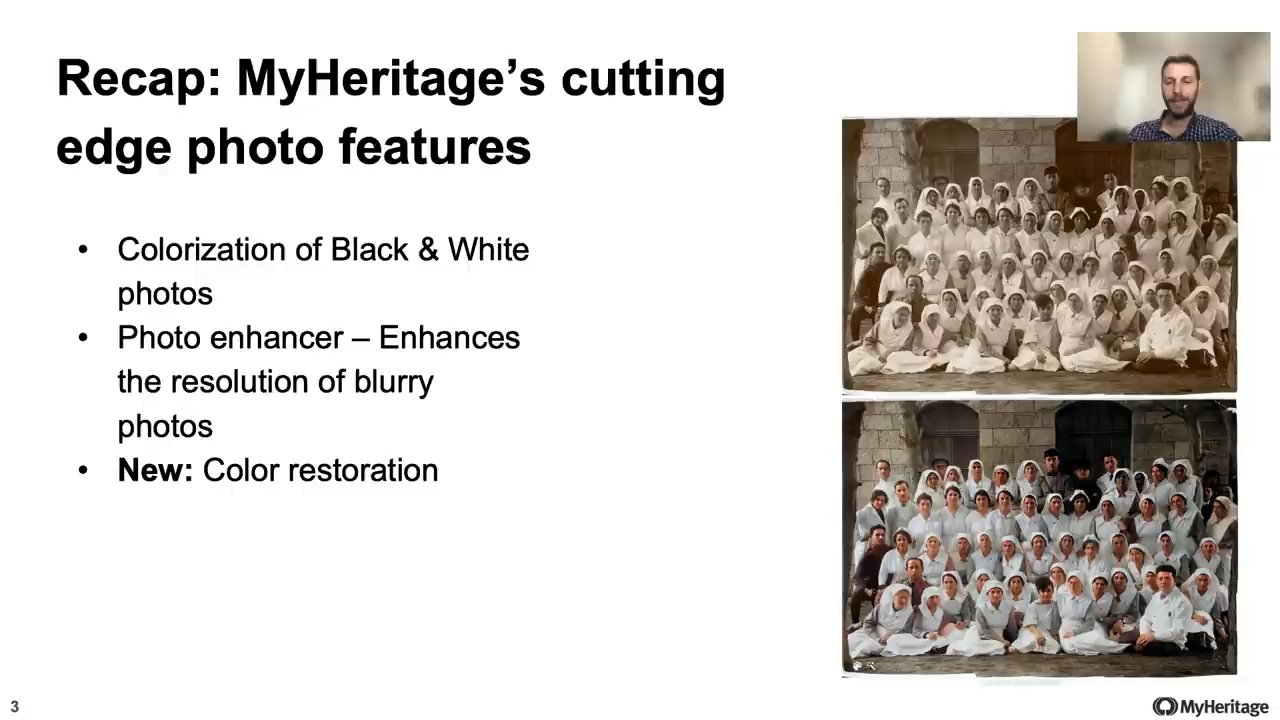 Recap: MyHeritage’s cutting
edge photo features
• Colorization of Black & White
photos
• Photo enhancer – Enhances
the resolution of blurry
photos
• New: Color restoration
3
MyHeritage